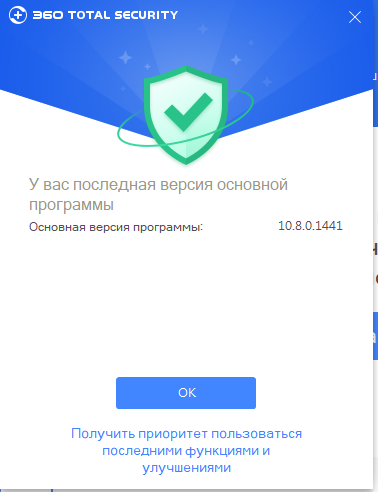 360 TOTAL SECURITY
У вас последная версия основной
программы
Основная версия программы: 10.8.0.1441
OK
Получить приоритет пользоваться
последними функциями и
улучшениями